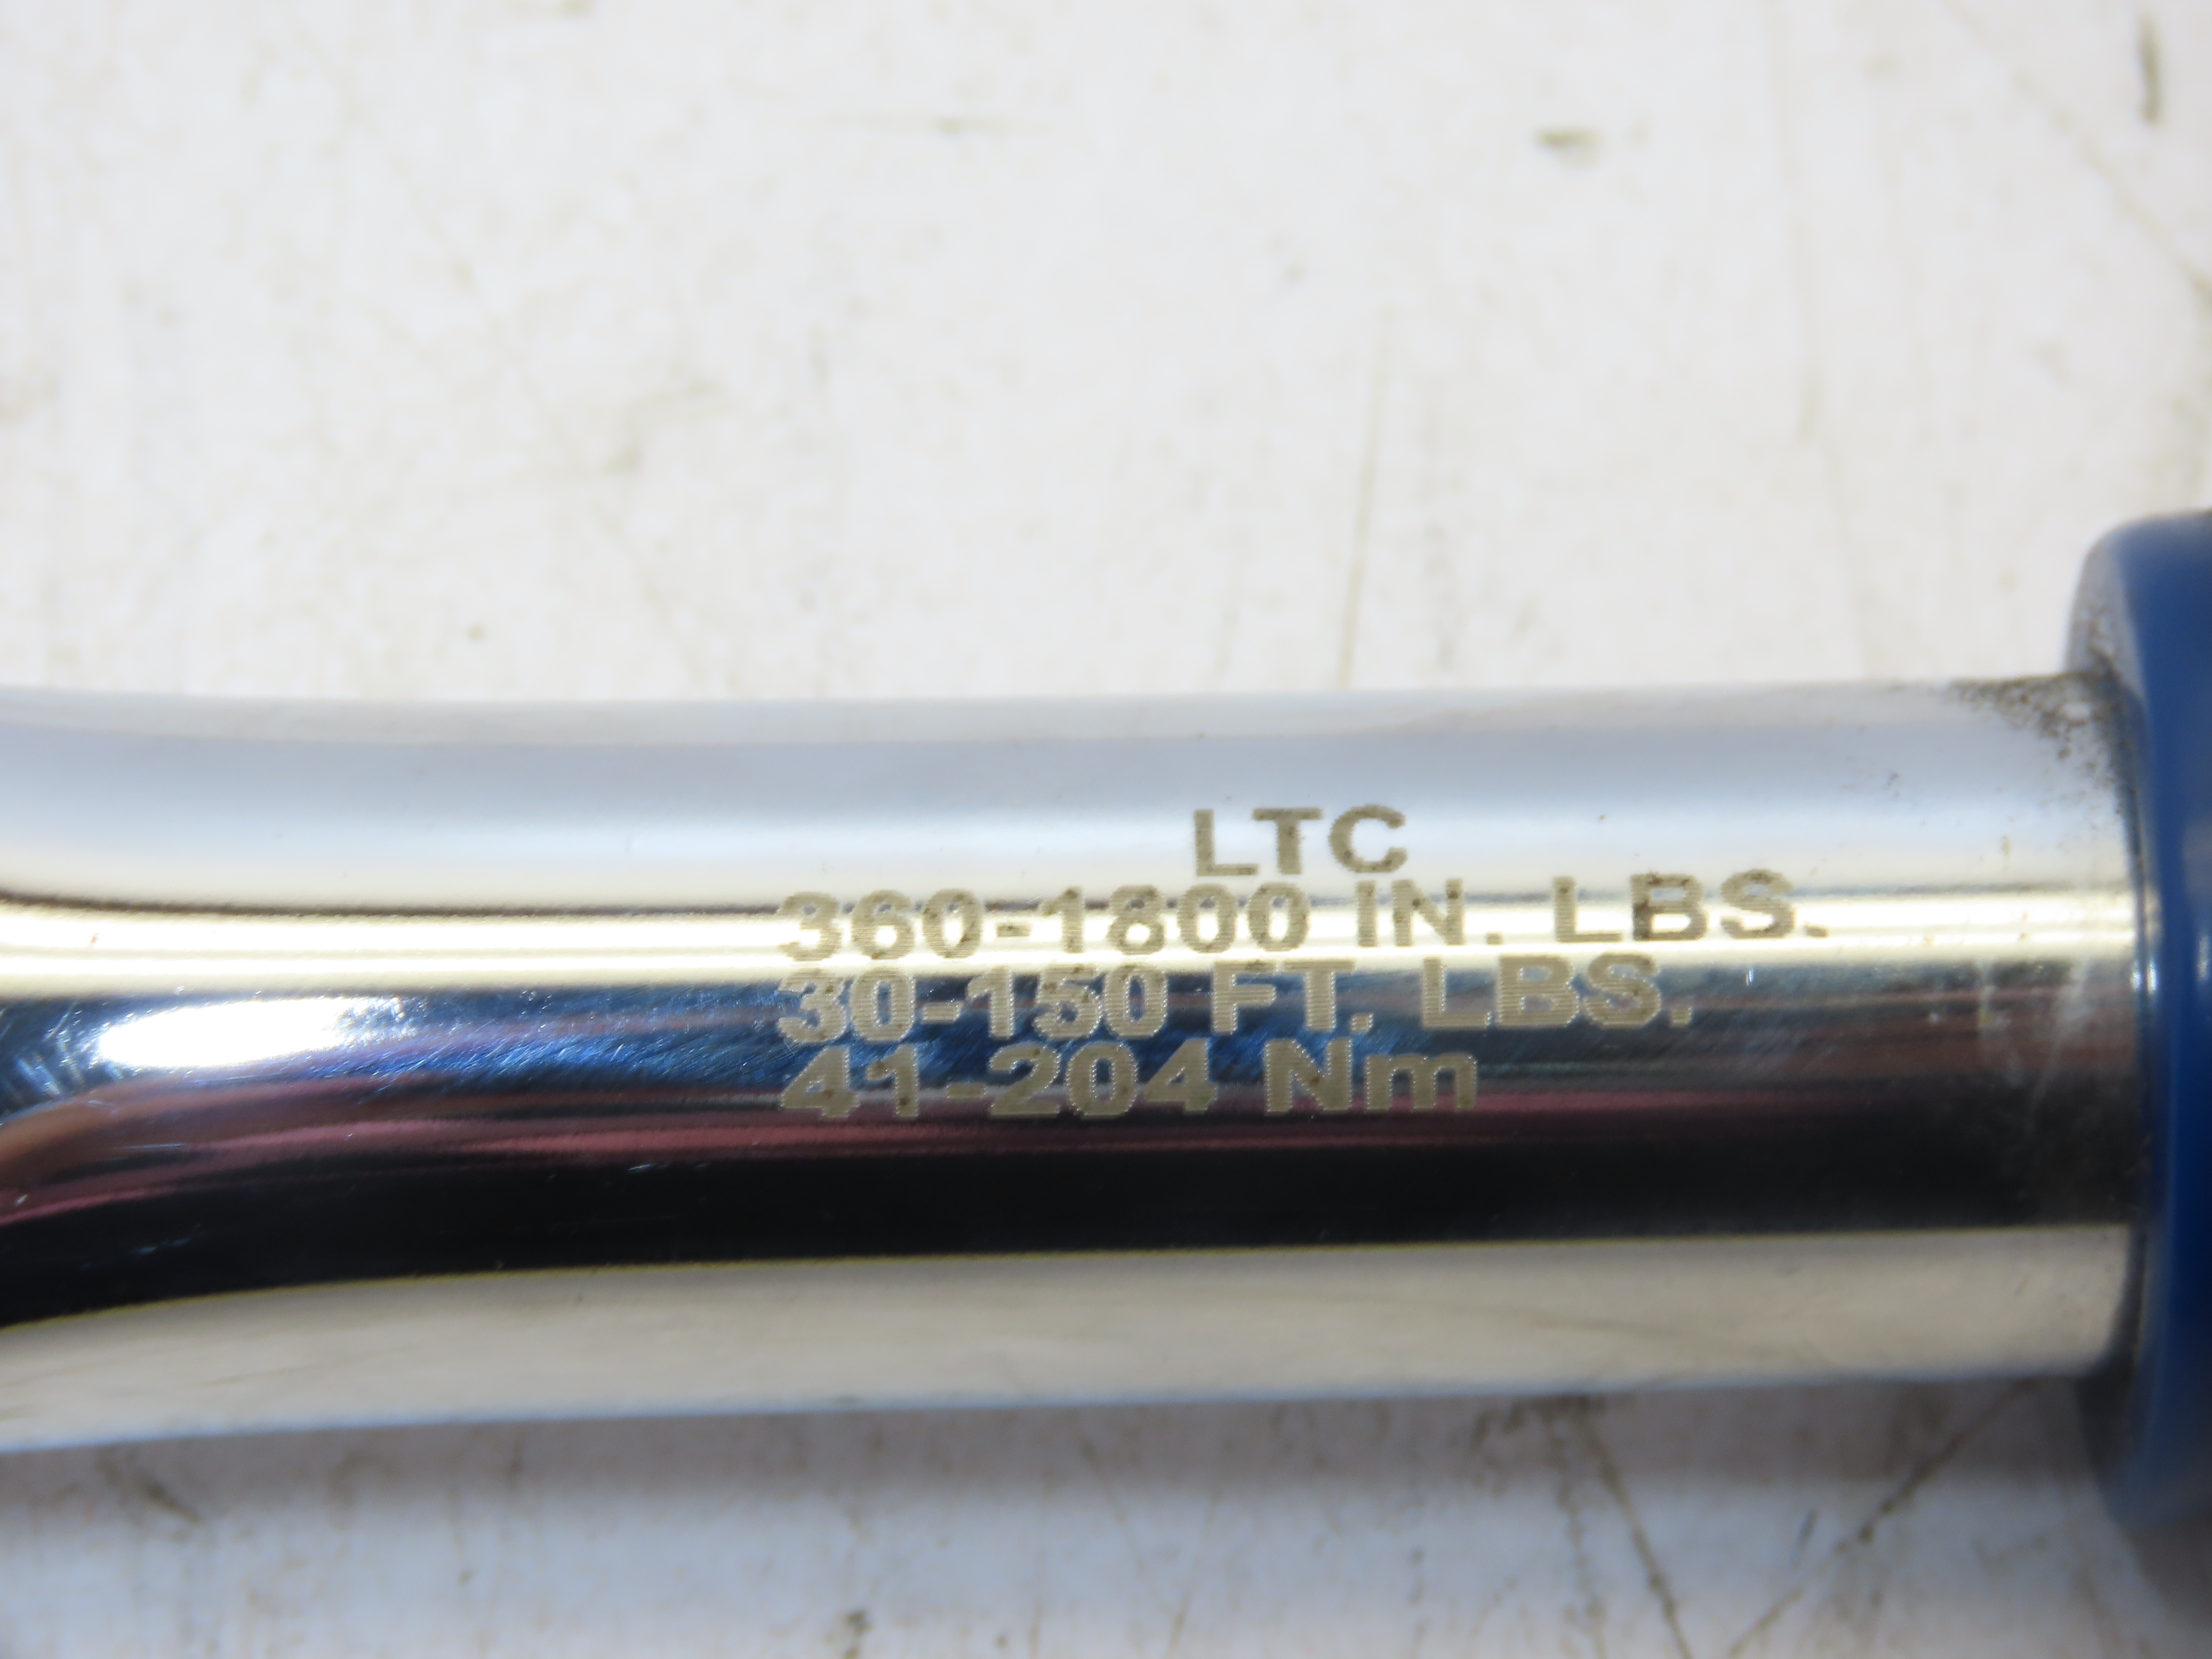 LTC
360-1800 IN. LBS.
30-150 FT. LBS.
41-204 Nm